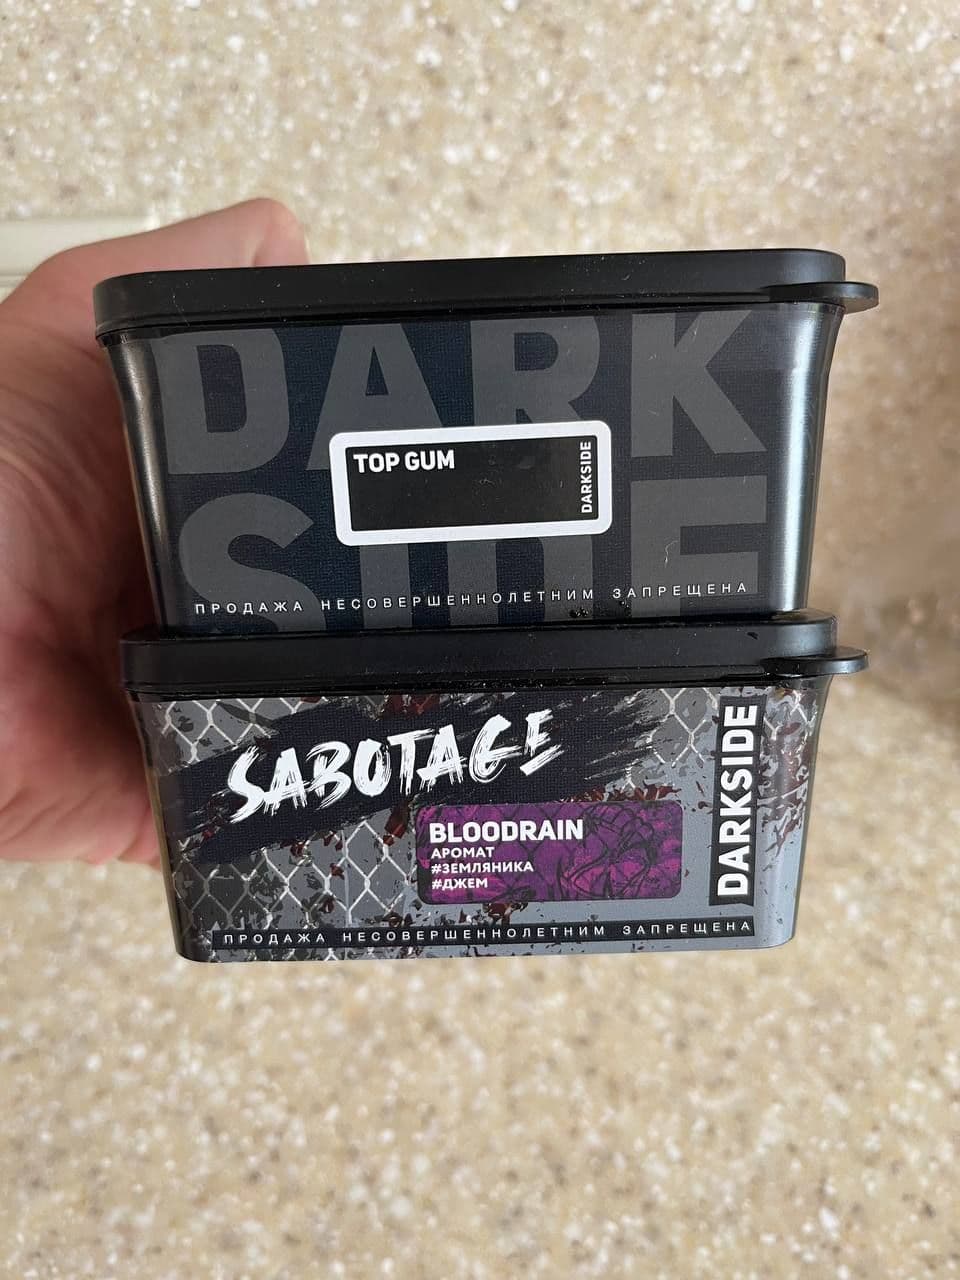 DARK
SIDE
TOP GUM
DARKSIDE
ПРОДАЖА НЕСОВЕРШЕННОЛЕТНИМ ЗАПРЕЩЕНА
SABOTAGE
DARKSIDE
BLOODRAIN
АРОМАТ
#ЗЕМЛЯНИКА
#ДЖЕМ
ПРОДАЖА НЕСОВЕРШЕННОЛЕТНИМ ЗАПРЕЩЕНА